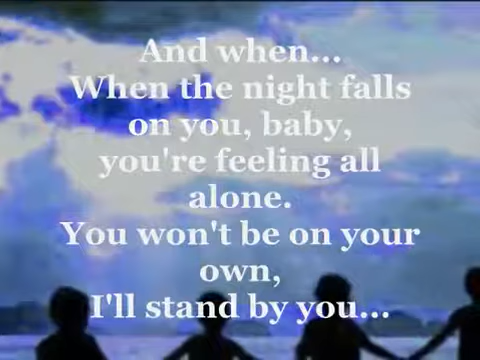 And when...
When the night falls
on you, baby,
you're feeling all
alone.
You won't be on your
own,
I'll stand by you...